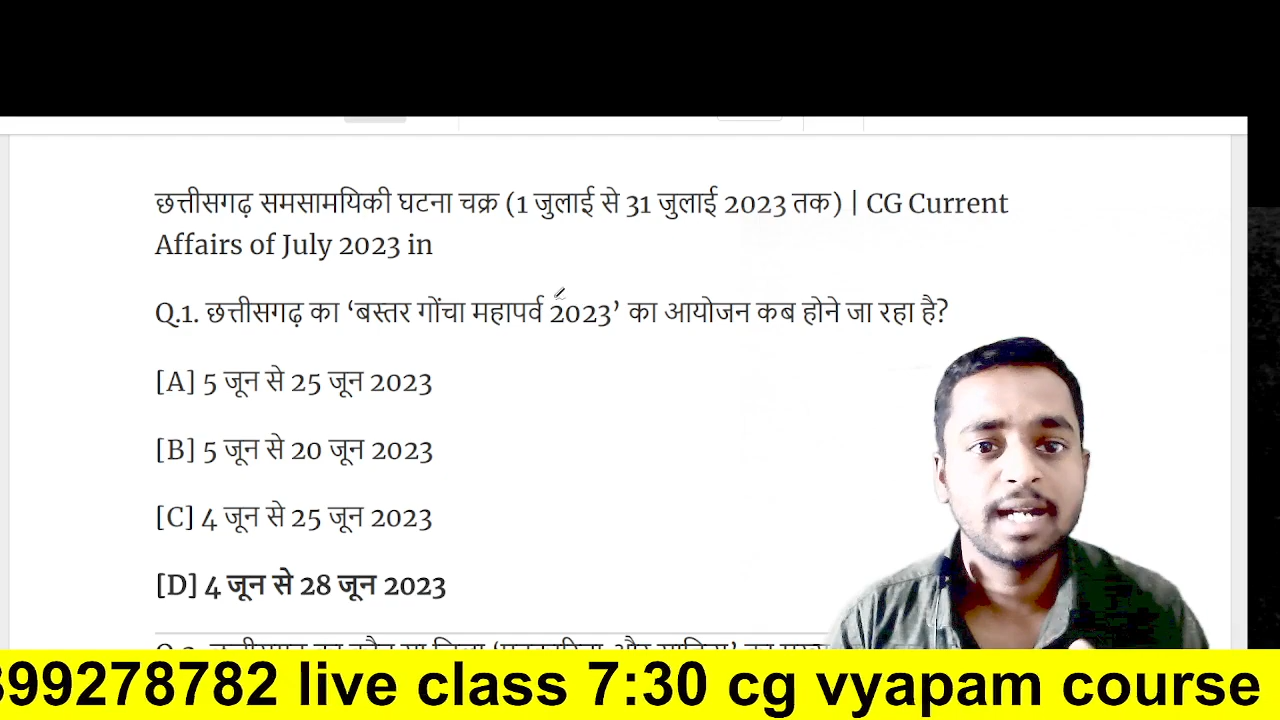 छत्तीसगढ़ समसामयिकी घटना चक्र (1 जुलाई से 31 जुलाई 2023 तक) | CG Current
Affairs of July 2023 in
Q.1. छत्तीसगढ़ का ‘बस्तर गोंचा महापर्व 2023’ का आयोजन कब होने जा रहा है?
[A] 5 जून से 25 जून 2023
[B] 5 जून से 20 जून 2023
[C] 4 जून से 25 जून 2023
[D] 4 जून से 28 जून 2023
99278782 live class 7:30 cg vyapam course